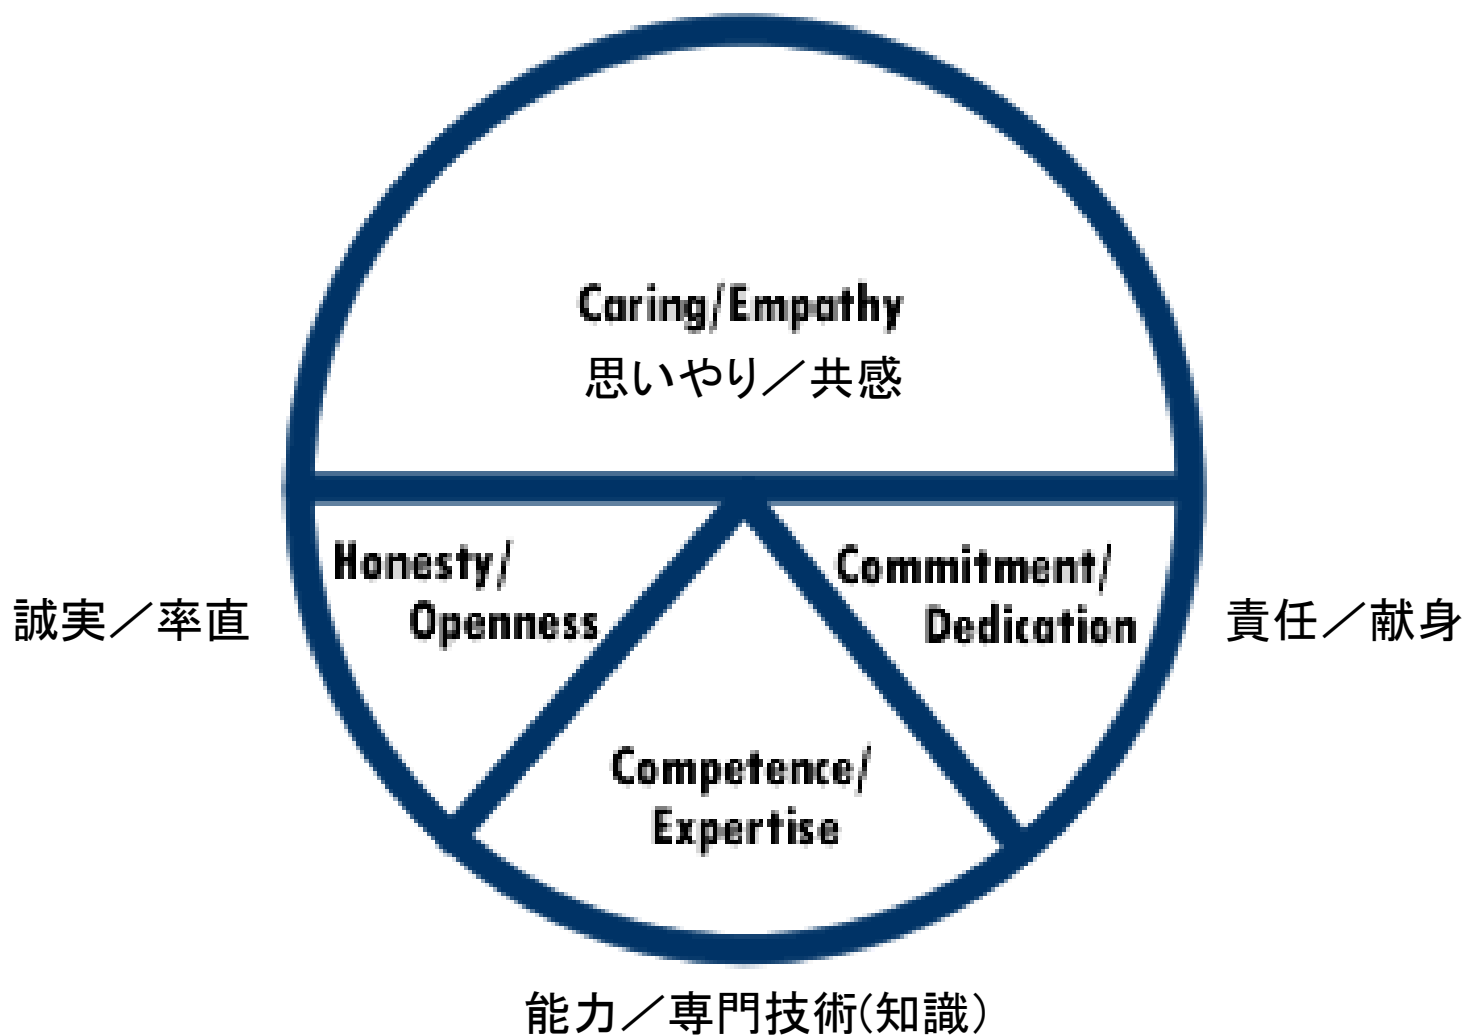 Caring/Empathy
思いやり／共感
Honesty/
Openness
誠実／率直
Commitment/
Dedication
責任／献身
Competence/
Expertise
能力／専門技術(知識)